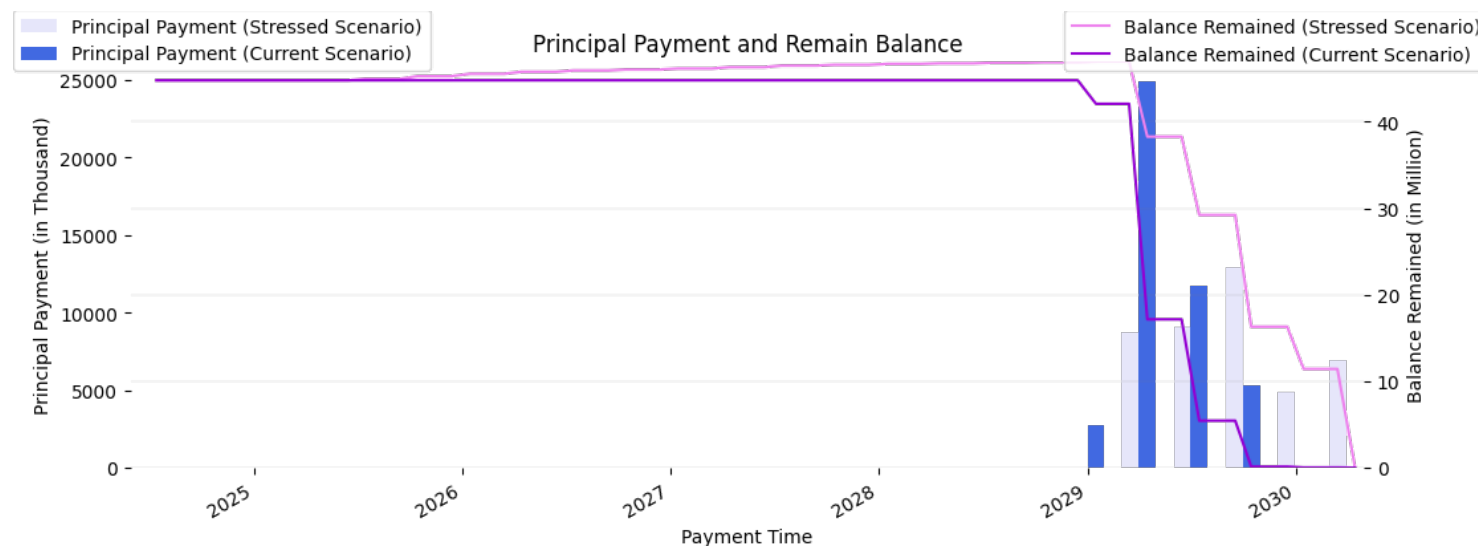 Principal Payment (Stressed Scenario)
Principal Payment (Current Scenario)
Balance Remained (Stressed Scenario)
Balance Remained (Current Scenario)
Principal Payment and Remain Balance
Principal Payment (in Thousand)
25000
20000
15000
10000
5000
0
Balance Remained (in Million)
40
30
20
10
0
2025
2026
2027
2028
2029
2030
Payment Time